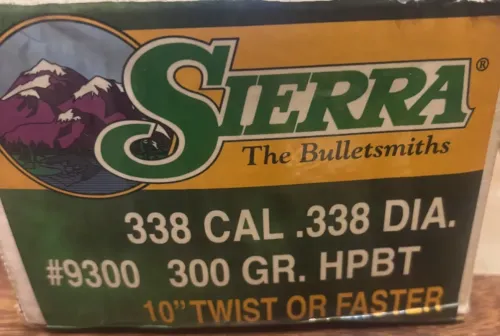 SIERRA®
The Bulletsmiths
338 CAL .338 DIA.
#9300 300 GR. HPBT
10" TWIST OR FASTER